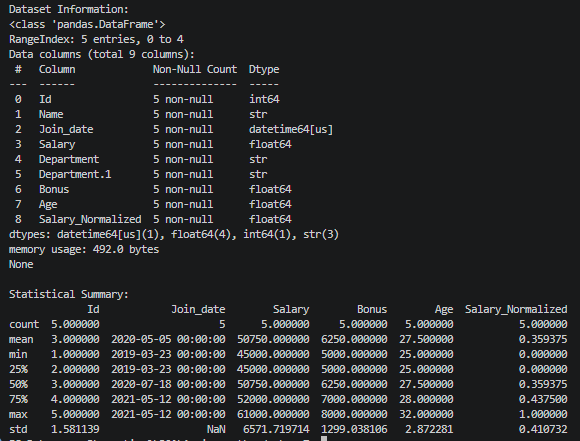 Dataset Information:
<class 'pandas.DataFrame'>
RangeIndex: 5 entries, 0 to 4
Data columns (total 9 columns):
 #   Column             Non-Null Count  Dtype
---  ------             --------------  -----
 0   Id                 5 non-null      int64
 1   Name               5 non-null      str
 2   Join_date          5 non-null      datetime64[us]
 3   Salary             5 non-null      float64
 4   Department         5 non-null      str
 5   Department.1       5 non-null      str
 6   Bonus              5 non-null      float64
 7   Age                5 non-null      float64
 8   Salary_Normalized  5 non-null      float64
dtypes: datetime64[us](1), float64(4), int64(1), str(3)
memory usage: 492.0 bytes
None

Statistical Summary:
             Id            Join_date        Salary        Bonus        Age  Salary_Normalized
count  5.000000                    5      5.000000     5.000000   5.000000           5.000000
mean   3.000000  2020-05-05 00:00:00  50750.000000  6250.000000  27.500000           0.359375
min    1.000000  2019-03-23 00:00:00  45000.000000  5000.000000  25.000000           0.000000
25%    2.000000  2019-03-23 00:00:00  45000.000000  5000.000000  25.000000           0.000000
50%    3.000000  2020-07-18 00:00:00  50750.000000  6250.000000  27.500000           0.359375
75%    4.000000  2021-05-12 00:00:00  52000.000000  7000.000000  28.000000           0.437500
max    5.000000  2021-05-12 00:00:00  61000.000000  8000.000000  32.000000           1.000000
std    1.581139                  NaN   6571.719714  1299.038106   2.872281           0.410732